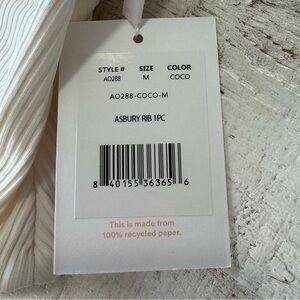 STYLE # SIZE COLOR
AO288 M COCO
AO288-COCO-M
ASBURY RIB 1PC
8 40155 36365 6
This is made from
100% recycled paper.